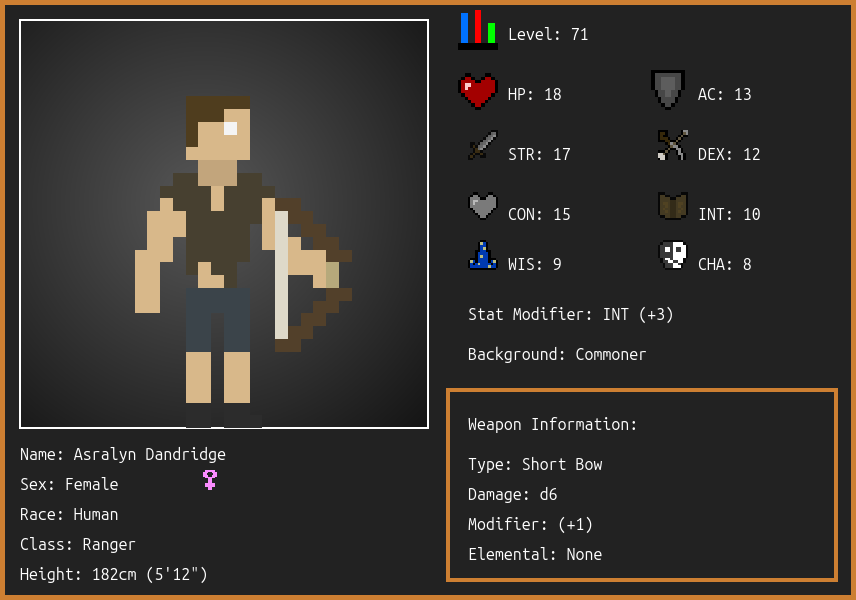 Level: 71
HP: 18
AC: 13
STR: 17
DEX: 12
CON: 15
INT: 10
WIS: 9
CHA: 8
Stat Modifier: INT (+3)
Background: Commoner
Weapon Information:
Type: Short Bow
Damage: d6
Modifier: (+1)
Elemental: None
Name: Asralyn Dandridge
Sex: Female
Race: Human
Class: Ranger
Height: 182cm (5'12")